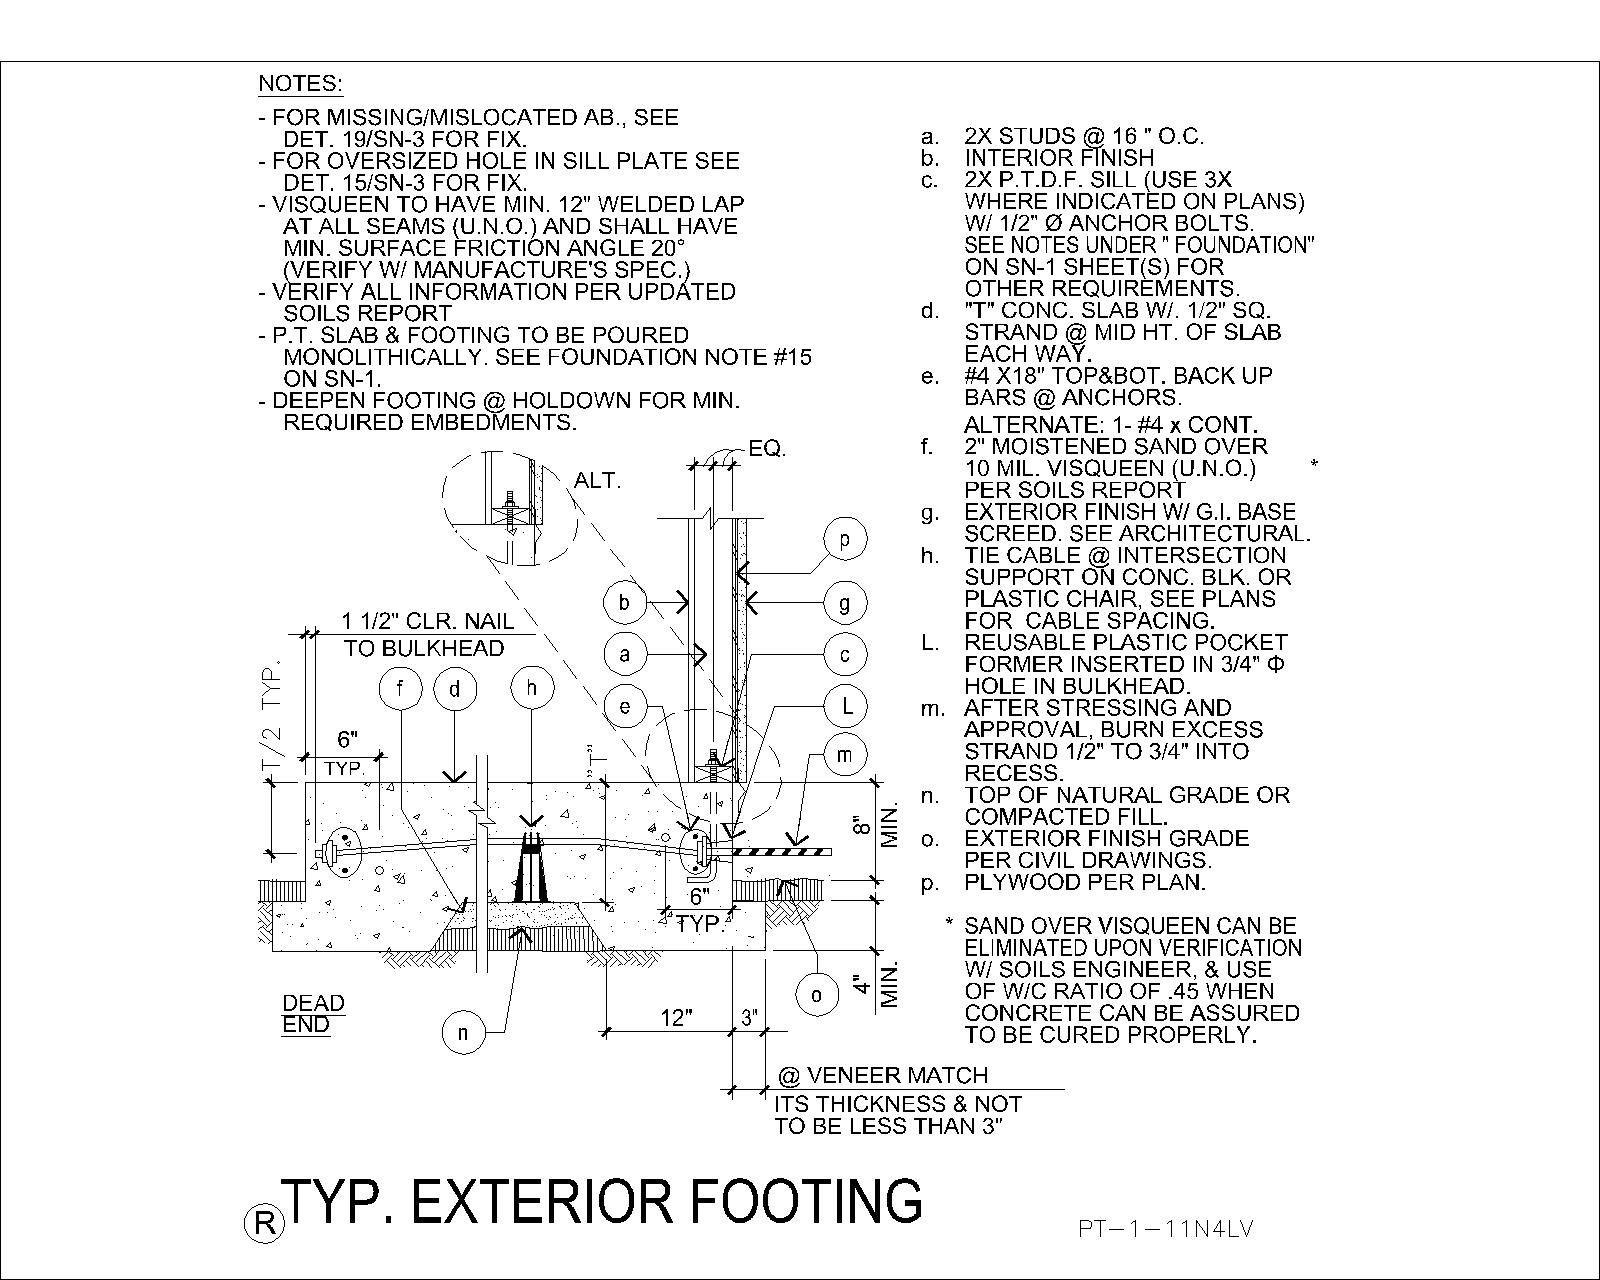 NOTES:
- FOR MISSING/MISLOCATED AB., SEE
DET. 19/SN-3 FOR FIX.
- FOR OVERSIZED HOLE IN SILL PLATE SEE
DET. 15/SN-3 FOR FIX.
- VISQUEEN TO HAVE MIN. 12" WELDED LAP
AT ALL SEAMS (U.N.O.) AND SHALL HAVE
MIN. SURFACE FRICTION ANGLE 20°
(VERIFY W/ MANUFACTURE'S SPEC.)
- VERIFY ALL INFORMATION PER UPDATED
SOILS REPORT
- P.T. SLAB & FOOTING TO BE POURED
MONOLITHICALLY. SEE FOUNDATION NOTE #15
ON SN-1.
- DEEPEN FOOTING @ HOLDOWN FOR MIN.
REQUIRED EMBEDMENTS.
a. 2X STUDS @ 16 " O.C.
b. INTERIOR FINISH
c. 2X P.T.D.F. SILL (USE 3X
WHERE INDICATED ON PLANS)
W/ 1/2" Ø ANCHOR BOLTS.
SEE NOTES UNDER " FOUNDATION"
ON SN-1 SHEET(S) FOR
OTHER REQUIREMENTS.
d. "T" CONC. SLAB W/. 1/2" SQ.
STRAND @ MID HT. OF SLAB
EACH WAY.
e. #4 X18" TOP&BOT. BACK UP
BARS @ ANCHORS.
ALTERNATE: 1- #4 x CONT.
f. 2" MOISTENED SAND OVER
10 MIL. VISQUEEN (U.N.O.) *
PER SOILS REPORT
g. EXTERIOR FINISH W/ G.I. BASE
SCREED. SEE ARCHITECTURAL.
h. TIE CABLE @ INTERSECTION
SUPPORT ON CONC. BLK. OR
PLASTIC CHAIR, SEE PLANS
FOR CABLE SPACING.
L. REUSABLE PLASTIC POCKET
FORMER INSERTED IN 3/4" Φ
HOLE IN BULKHEAD.
m. AFTER STRESSING AND
APPROVAL, BURN EXCESS
STRAND 1/2" TO 3/4" INTO
RECESS.
n. TOP OF NATURAL GRADE OR
COMPACTED FILL.
o. EXTERIOR FINISH GRADE
PER CIVIL DRAWINGS.
p. PLYWOOD PER PLAN.
* SAND OVER VISQUEEN CAN BE
ELIMINATED UPON VERIFICATION
W/ SOILS ENGINEER, & USE
OF W/C RATIO OF .45 WHEN
CONCRETE CAN BE ASSURED
TO BE CURED PROPERLY.
EQ.
ALT.
p
b
g
1 1/2" CLR. NAIL
TO BULKHEAD
a
c
f
d
h
e
L
T/2 TYP.
6"
TYP.
"T"
m
8"
MIN.
6"
TYP.
4"
MIN.
o
DEAD
END
n
12"
3"
@ VENEER MATCH
ITS THICKNESS & NOT
TO BE LESS THAN 3"
R
TYP. EXTERIOR FOOTING
PT-1-11N4LV